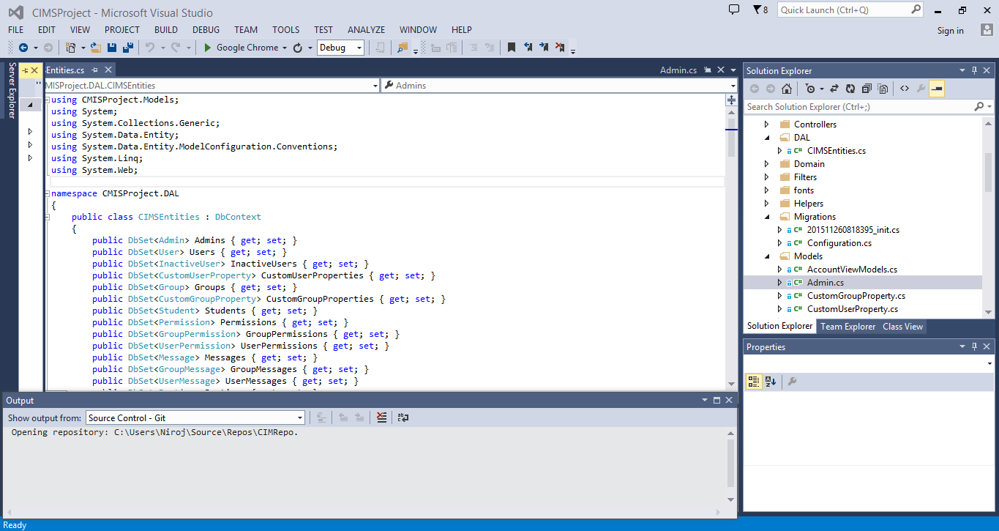 CIMSProject - Microsoft Visual Studio
8
Quick Launch (Ctrl+Q)
FILE EDIT VIEW PROJECT BUILD DEBUG TEAM TOOLS TEST ANALYZE WINDOW HELP
Sign in
Google Chrome
Debug
Server Explorer
Entities.cs
Admin.cs
MISProject.DAL.CIMSEntities
Admins
using CMISProject.Models;
using System;
using System.Collections.Generic;
using System.Data.Entity;
using System.Data.Entity.ModelConfiguration.Conventions;
using System.Linq;
using System.Web;
namespace CMISProject.DAL
{
public class CIMSEntities : DbContext
{
public DbSet<Admin> Admins { get; set; }
public DbSet<User> Users { get; set; }
public DbSet<InactiveUser> InactiveUsers { get; set; }
public DbSet<CustomUserProperty> CustomUserProperties { get; set; }
public DbSet<Group> Groups { get; set; }
public DbSet<CustomGroupProperty> CustomGroupProperties { get; set; }
public DbSet<Student> Students { get; set; }
public DbSet<Permission> Permissions { get; set; }
public DbSet<GroupPermission> GroupPermissions { get; set; }
public DbSet<UserPermission> UserPermissions { get; set; }
public DbSet<Message> Messages { get; set; }
public DbSet<GroupMessage> GroupMessages { get; set; }
public DbSet<UserMessage> UserMessages { get; set; }
Solution Explorer
Search Solution Explorer (Ctrl+;)
Controllers
DAL
C# CIMSEntities.cs
Domain
Filters
fonts
Helpers
Migrations
C# 201511260818395_init.cs
C# Configuration.cs
Models
C# AccountViewModels.cs
C# Admin.cs
C# CustomGroupProperty.cs
C# CustomUserProperty.cs
Solution Explorer Team Explorer Class View
Properties
Output
Show output from: Source Control - Git
Opening repository: C:\Users\Niroj\Source\Repos\CIMRepo.
Ready